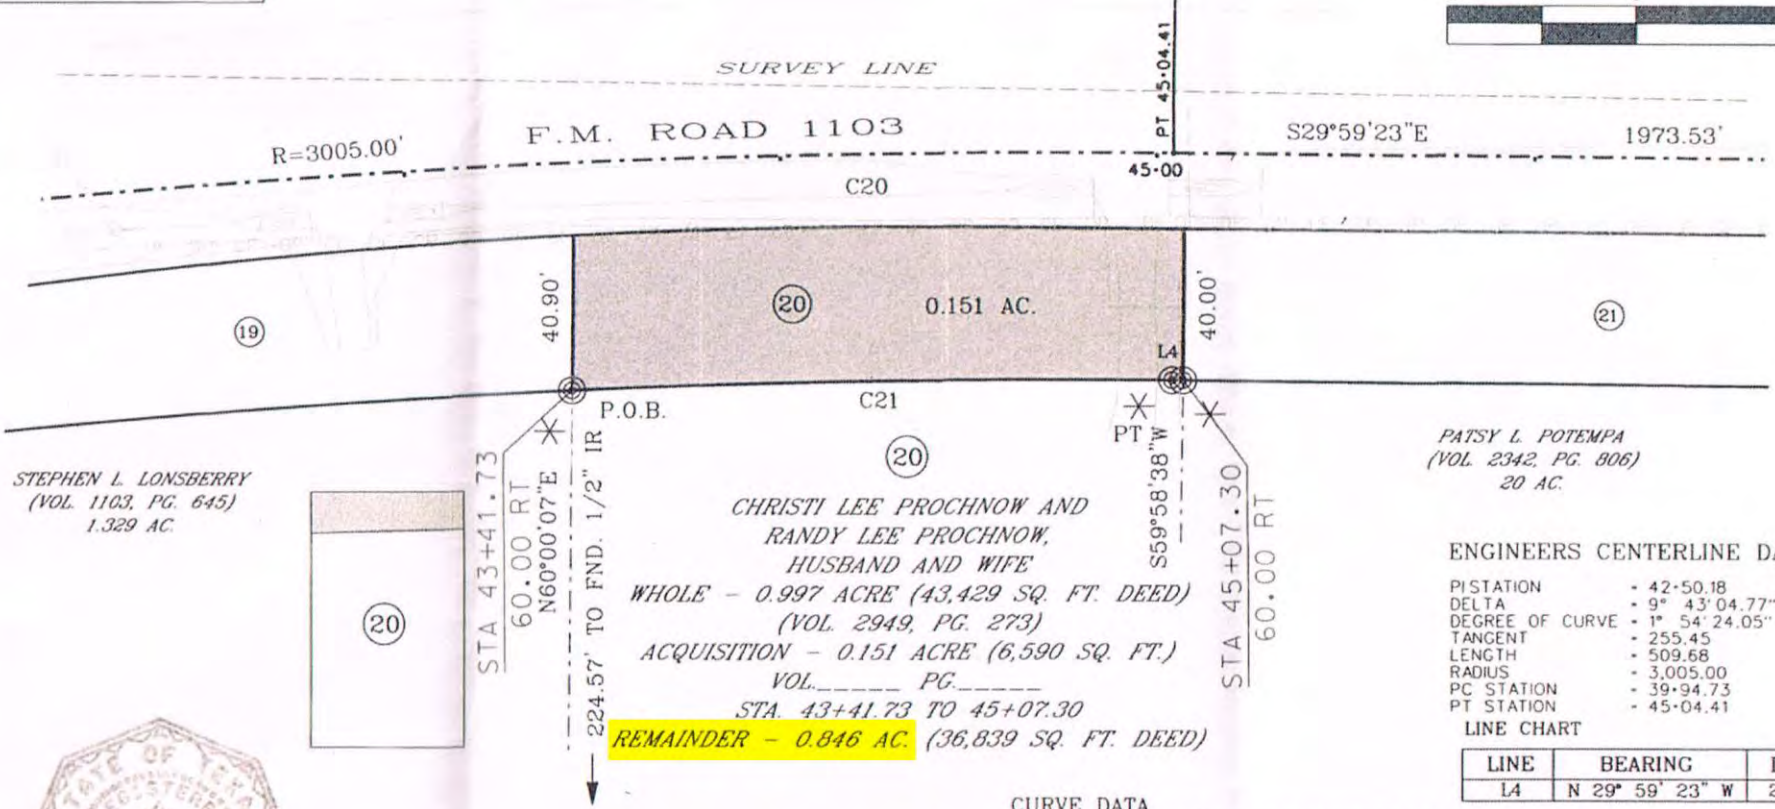 PT 45+04.41
SURVEY LINE
F.M. ROAD 1103
R=3005.00'
S29°59'23"E
1973.53'
45+00
C20
40.90'
20
0.151 AC.
40.00'
19
21
L4
P.O.B.
C21
PT
20
STA 43+41.73
60.00 RT
N60°00'07"E
224.57' TO FND. 1/2" IR
S59°58'38"W
STA 45+07.30
60.00 RT
STEPHEN L. LONSBERRY
(VOL. 1103, PG. 645)
1.329 AC.
PATSY L. POTEMPA
(VOL. 2342, PG. 806)
20 AC.
20
CHRISTI LEE PROCHNOW AND
RANDY LEE PROCHNOW,
HUSBAND AND WIFE
WHOLE - 0.997 ACRE (43,429 SQ. FT. DEED)
(VOL. 2949, PG. 273)
ACQUISITION - 0.151 ACRE (6,590 SQ. FT.)
VOL.______ PG.______
STA. 43+41.73 TO 45+07.30
REMAINDER - 0.846 AC. (36,839 SQ. FT. DEED)
ENGINEERS CENTERLINE DA
PI STATION - 42+50.18
DELTA - 9° 43' 04.77"
DEGREE OF CURVE - 1° 54' 24.05"
TANGENT - 255.45
LENGTH - 509.68
RADIUS - 3,005.00
PC STATION - 39+94.73
PT STATION - 45+04.41
LINE CHART
LINE BEARING
L4 N 29° 59' 23" W 2
STATE OF TEXA
CURVE DATA